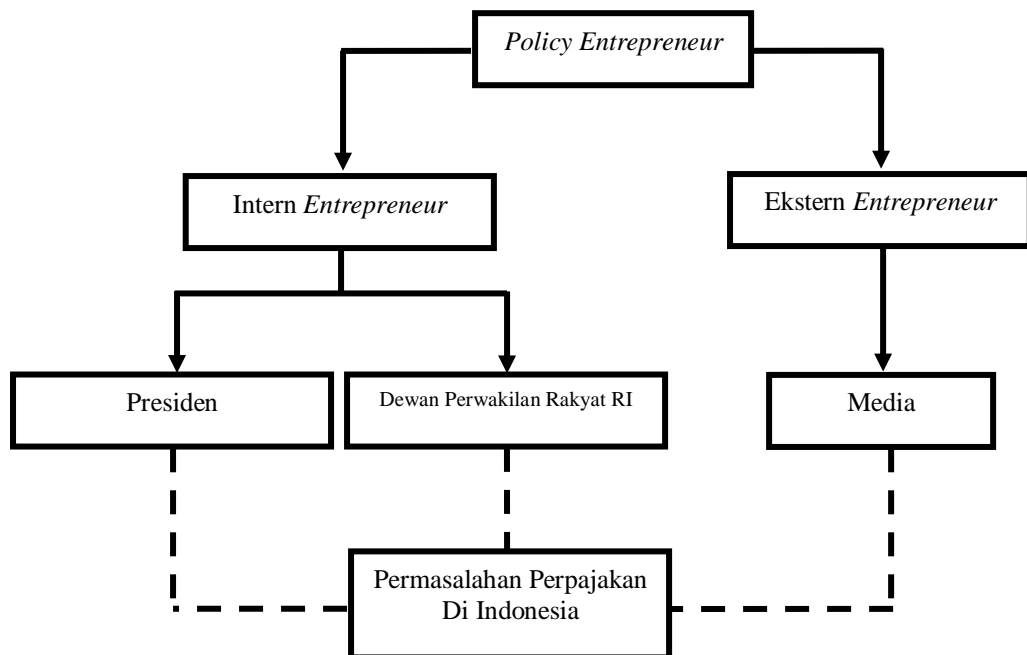 Policy Entrepreneur
Intern Entrepreneur
Ekstern Entrepreneur
Presiden
Dewan Perwakilan Rakyat RI
Media
Permasalahan Perpajakan
Di Indonesia